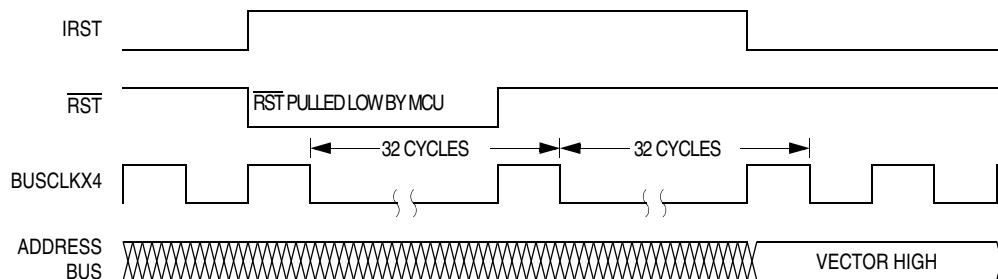 IRST
RST
RST PULLED LOW BY MCU
32 CYCLES
32 CYCLES
BUSCLKX4
ADDRESS
BUS
VECTOR HIGH